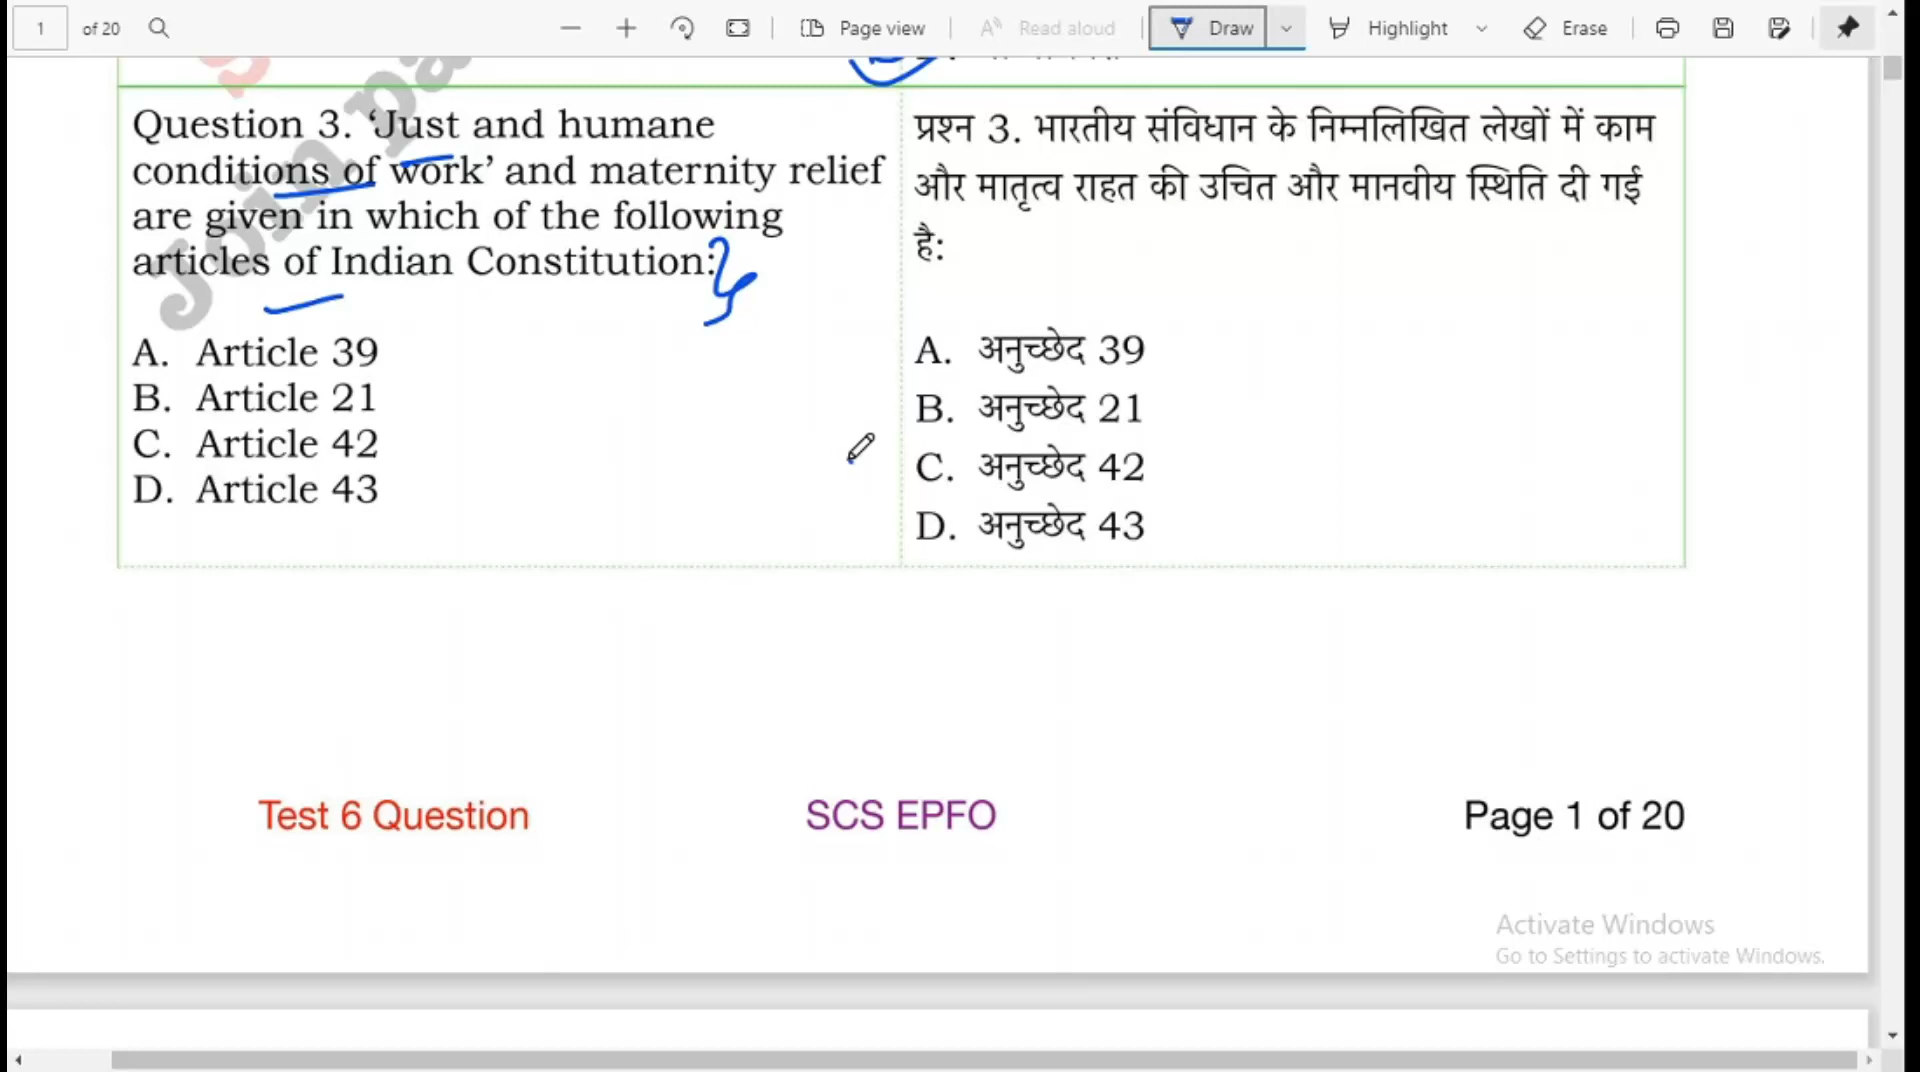 1 of 20 Page view Read aloud Draw Highlight Erase
Question 3. ‘Just and humane
conditions of work’ and maternity relief
are given in which of the following
articles of Indian Constitution:
A. Article 39
B. Article 21
C. Article 42
D. Article 43
प्रश्न 3. भारतीय संविधान के निम्नलिखित लेखों में काम
और मातृत्व राहत की उचित और मानवीय स्थिति दी गई
है:
A. अनुच्छेद 39
B. अनुच्छेद 21
C. अनुच्छेद 42
D. अनुच्छेद 43
Join pa
Test 6 Question SCS EPFO Page 1 of 20
Activate Windows
Go to Settings to activate Windows.